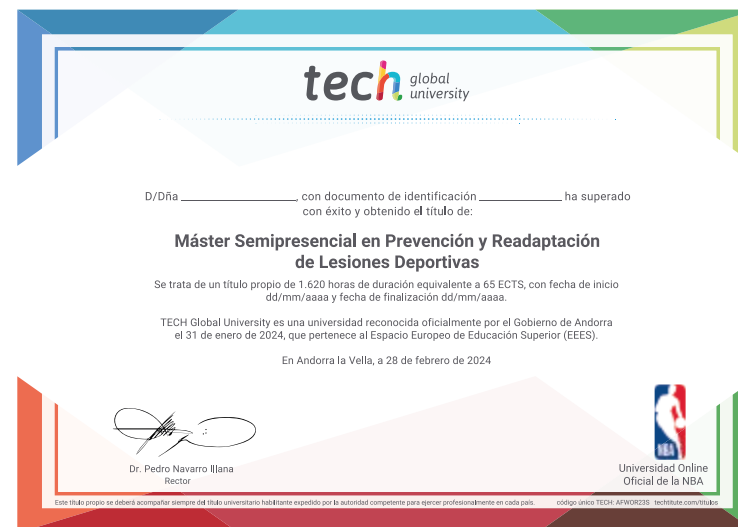 tech global university
D/Dña ____________, con documento de identificación ____________ ha superado
con éxito y obtenido el título de:
Máster Semipresencial en Prevención y Readaptación
de Lesiones Deportivas
Se trata de un título propio de 1.620 horas de duración equivalente a 65 ECTS, con fecha de inicio
dd/mm/aaaa y fecha de finalización dd/mm/aaaa.
TECH Global University es una universidad reconocida oficialmente por el Gobierno de Andorra
el 31 de enero de 2024, que pertenece al Espacio Europeo de Educación Superior (EEES).
En Andorra la Vella, a 28 de febrero de 2024
Dr. Pedro Navarro Illana
Rector
NBA
Universidad Online
Oficial de la NBA
Este título propio se deberá acompañar siempre del título universitario habilitante expedido por la autoridad competente para ejercer profesionalmente en cada país. código único TECH: AFWOR23S techtitute.com/titulos